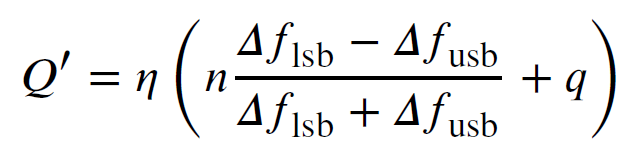 Q′ = η ( n (Δf_lsb − Δf_usb) / (Δf_lsb + Δf_usb) + q )